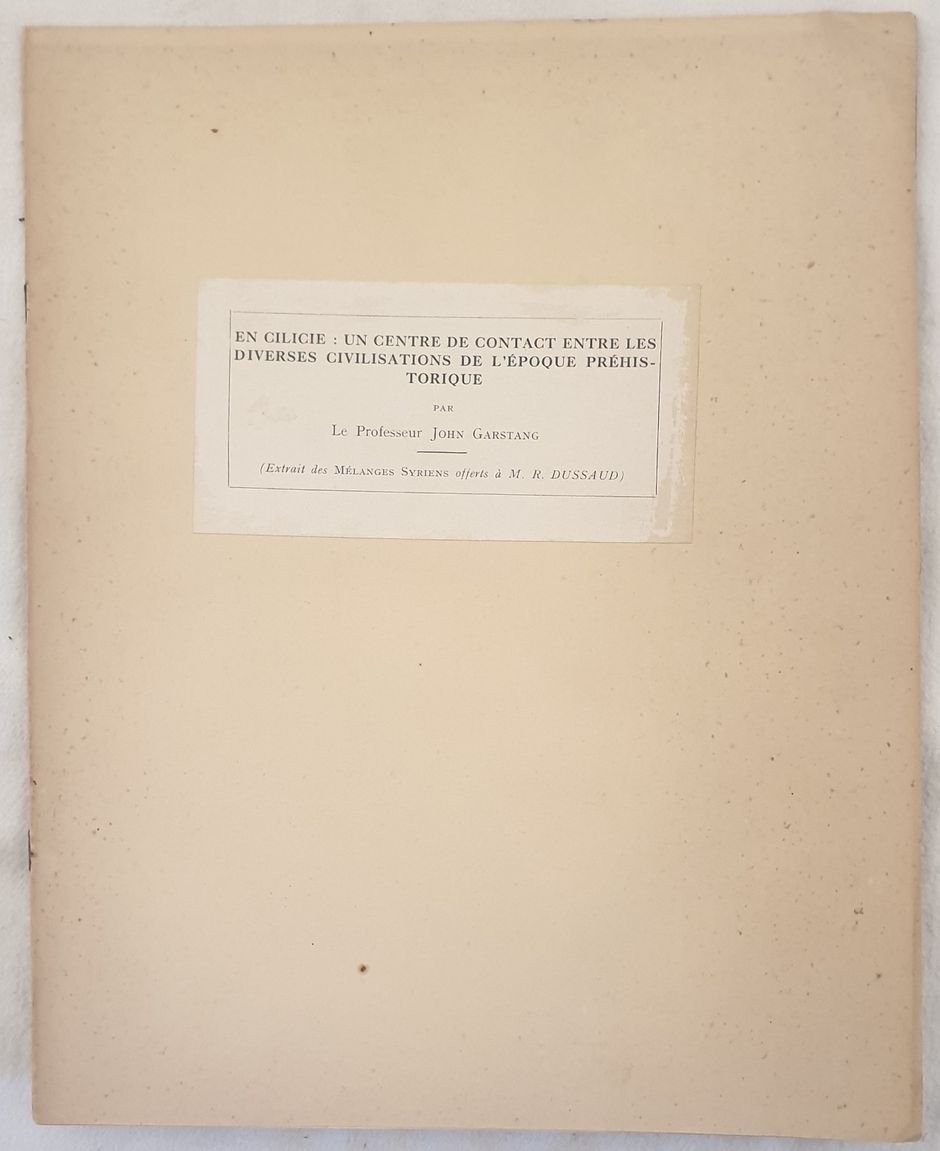 EN CILICIE : UN CENTRE DE CONTACT ENTRE LES
DIVERSES CIVILISATIONS DE L'ÉPOQUE PRÉHIS-
TORIQUE
PAR
Le Professeur JOHN GARSTANG
(Extrait des MÉLANGES SYRIENS offerts à M. R. DUSSAUD)